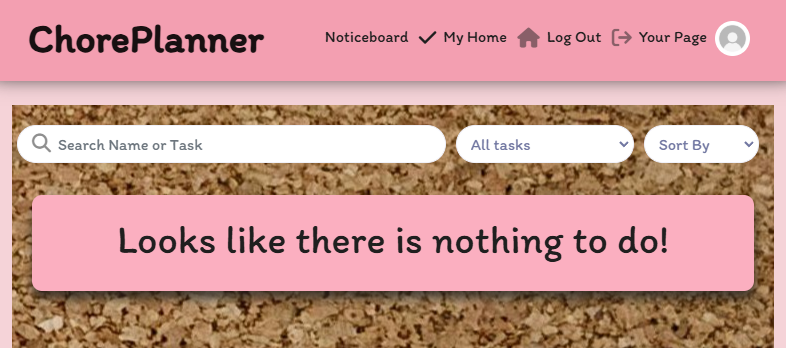 ChorePlanner
Noticeboard My Home Log Out Your Page
Search Name or Task All tasks Sort By
Looks like there is nothing to do!